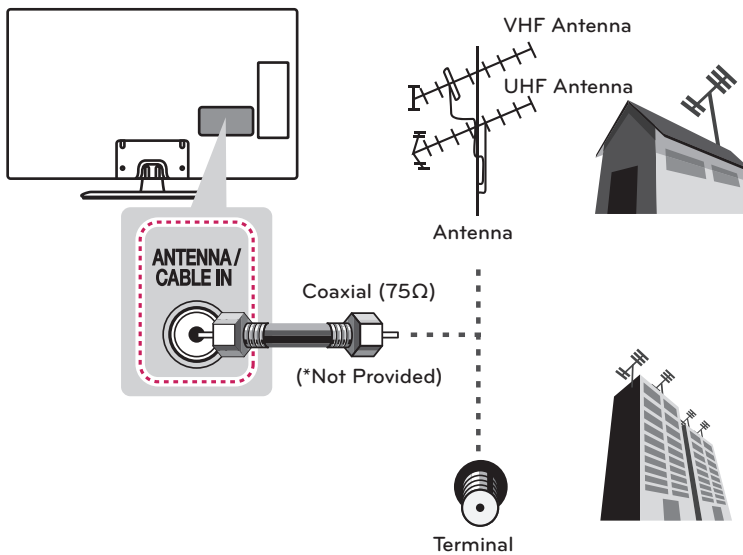 VHF Antenna
UHF Antenna
Antenna
ANTENNA /
CABLE IN
Coaxial (75Ω)
(*Not Provided)
Terminal